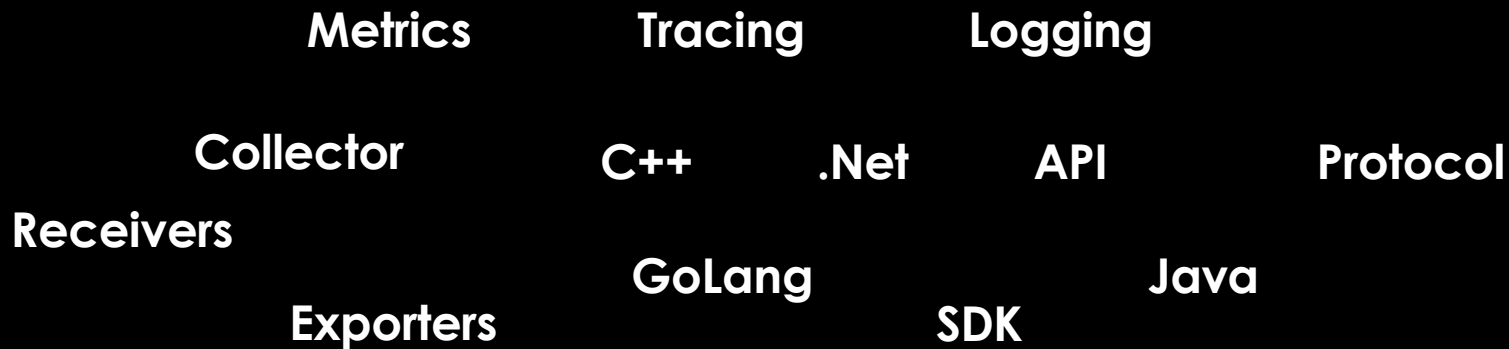 Metrics Tracing Logging
Collector C++ .Net API Protocol
Receivers
GoLang Java
Exporters SDK